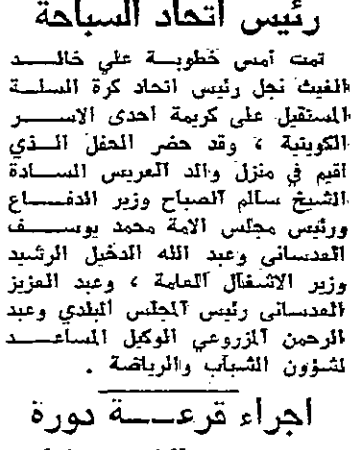 رئيس اتحاد السباحة
تمت أمس خطوبة علي خالد
الغيث نجل رئيس اتحاد كرة السلة
المستقيل على كريمة احدى الاسر
الكويتية ، وقد حضر الحفل الذي
اقيم في منزل والد العريس السادة
الشيخ سالم الصباح وزير الدفاع
ورئيس مجلس الامة محمد يوسف
العدساني وعبد الله الدخيل الرشيد
وزير الاشغال العامة ، وعبد العزيز
العدساني رئيس المجلس البلدي وعبد
الرحمن المزروعي الوكيل المساعد
لشؤون الشباب والرياضة .
اجراء قرعة دورة